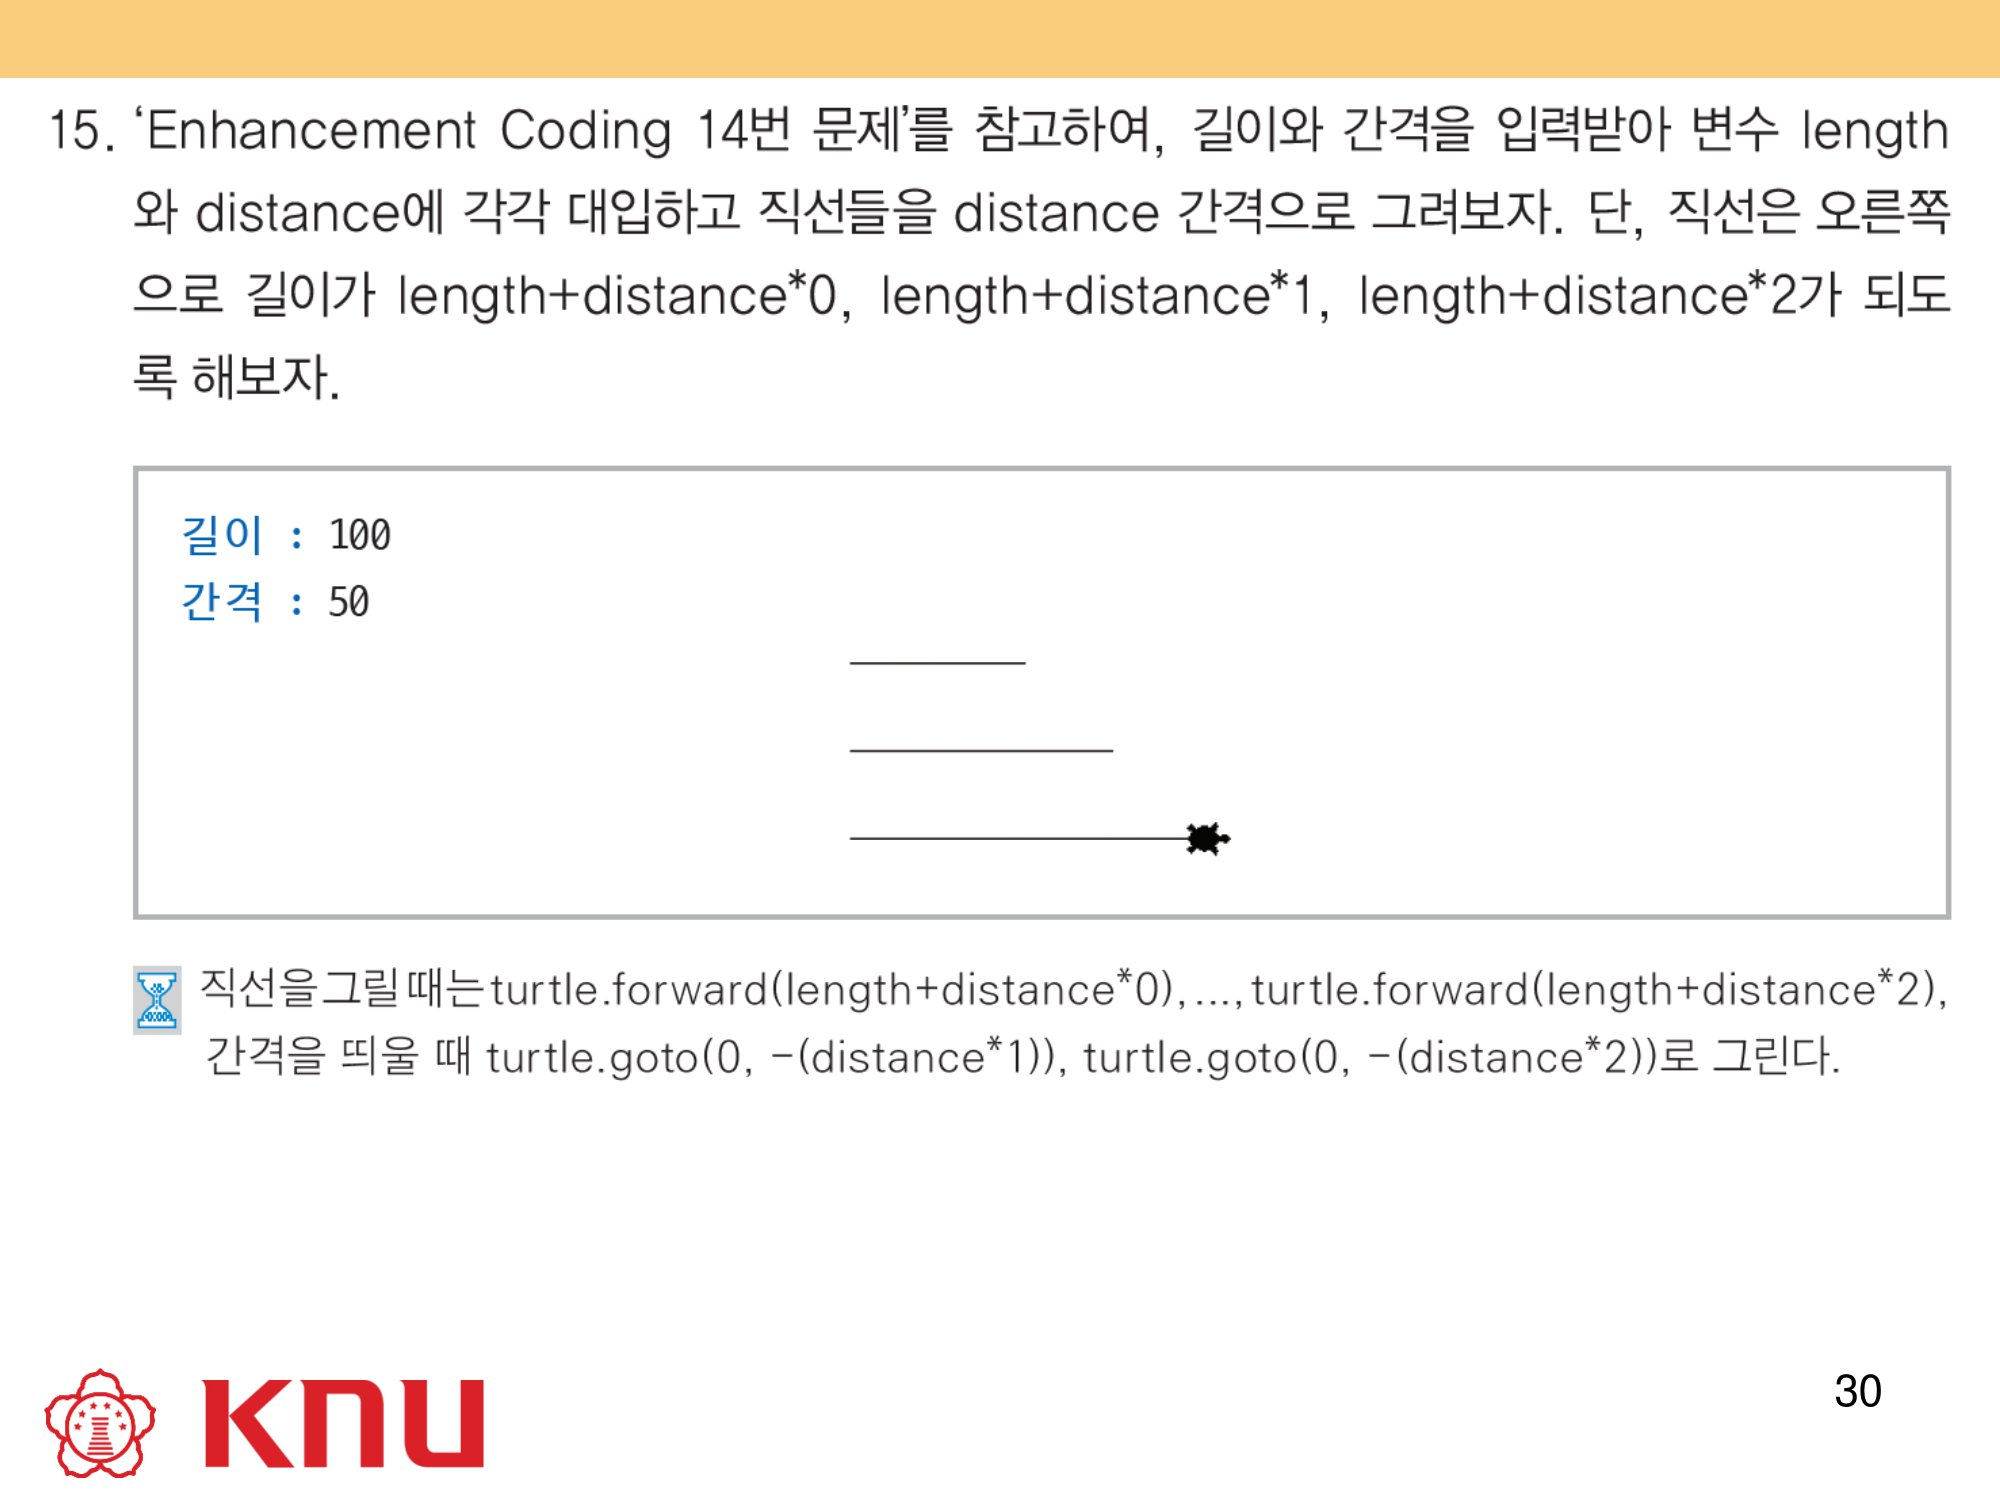 15. ‘Enhancement Coding 14번 문제’를 참고하여, 길이와 간격을 입력받아 변수 length
와 distance에 각각 대입하고 직선들을 distance 간격으로 그려보자. 단, 직선은 오른쪽
으로 길이가 length+distance*0, length+distance*1, length+distance*2가 되도
록 해보자.
길이 : 100
간격 : 50
직선을 그릴 때는 turtle.forward(length+distance*0), ..., turtle.forward(length+distance*2),
간격을 띄울 때 turtle.goto(0, -(distance*1)), turtle.goto(0, -(distance*2))로 그린다.
KNU
30